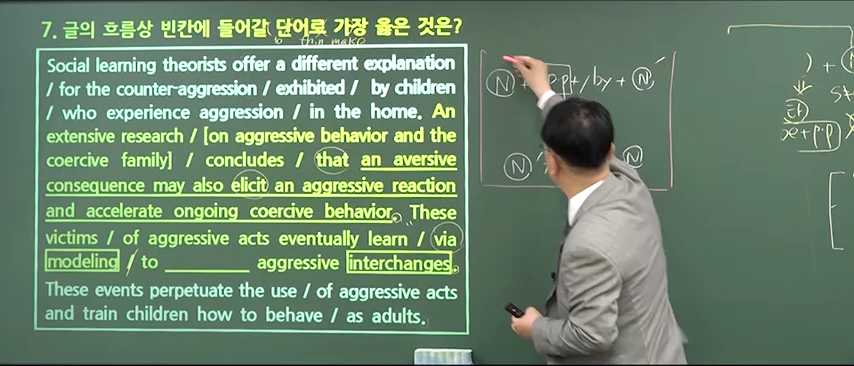 7. 글의 흐름상 빈칸에 들어갈 단어로 가장 옳은 것은?
Social learning theorists offer a different explanation
/ for the counter-aggression / exhibited / by children
/ who experience aggression / in the home. An
extensive research / [on aggressive behavior and the
coercive family] / concludes / that an aversive
consequence may also elicit an aggressive reaction
and accelerate ongoing coercive behavior. These
victims / of aggressive acts eventually learn / via
modeling / to ________ aggressive interchanges.
These events perpetuate the use / of aggressive acts
and train children how to behave / as adults.
N + p.p + / by + N
N N
) + N